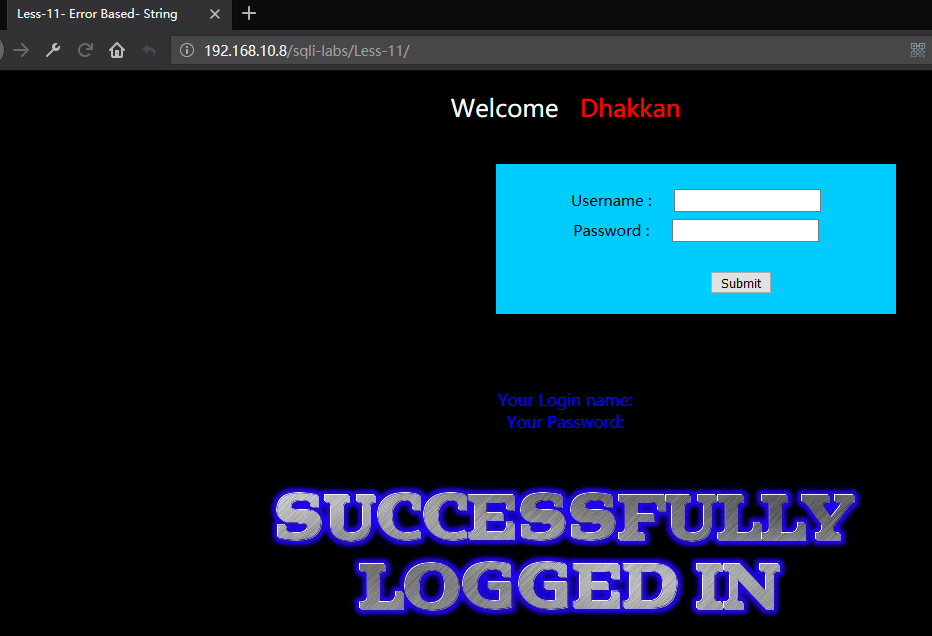 Less-11- Error Based- String
192.168.10.8/sqli-labs/Less-11/
Welcome Dhakkan
Username :
Password :
Submit
Your Login name:
Your Password:
SUCCESSFULLY
LOGGED IN